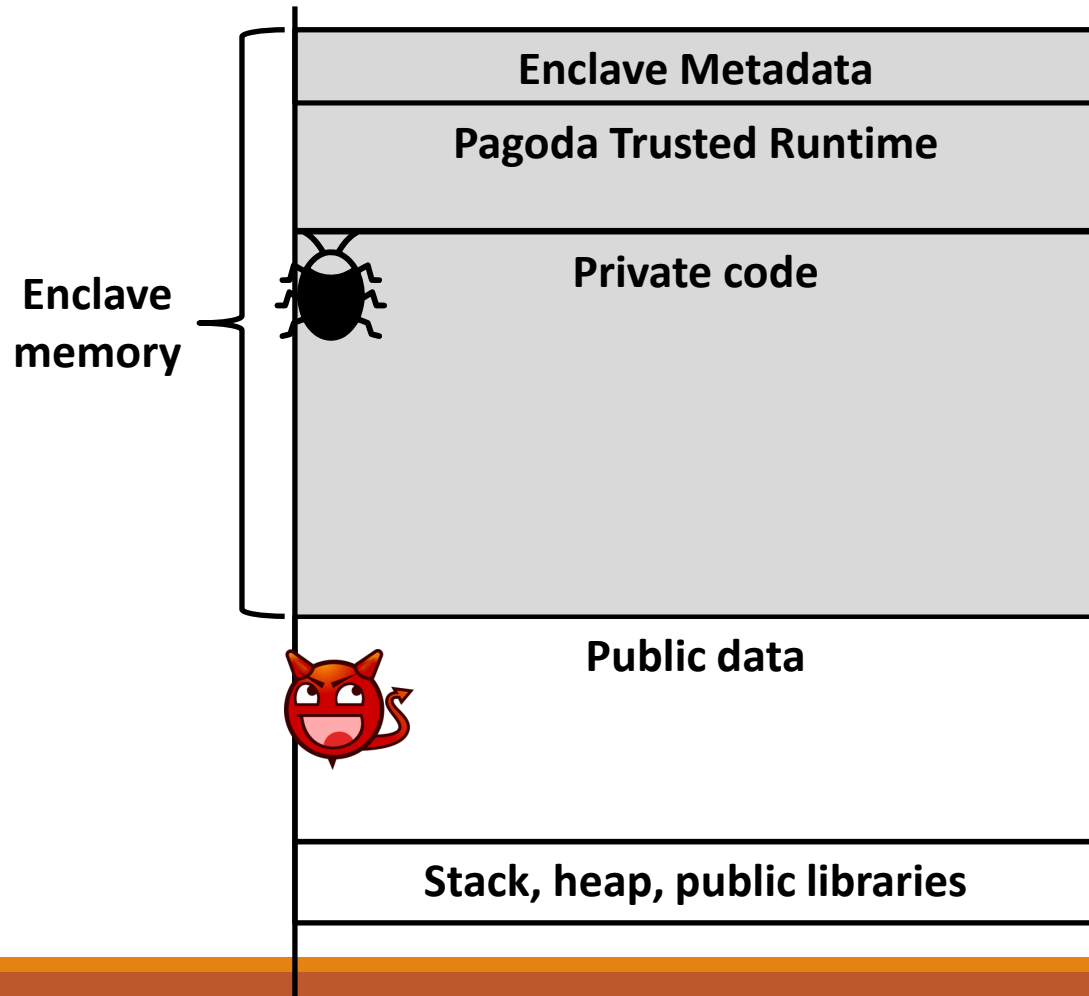 Enclave Metadata
Pagoda Trusted Runtime
Private code
Enclave
memory
Public data
Stack, heap, public libraries